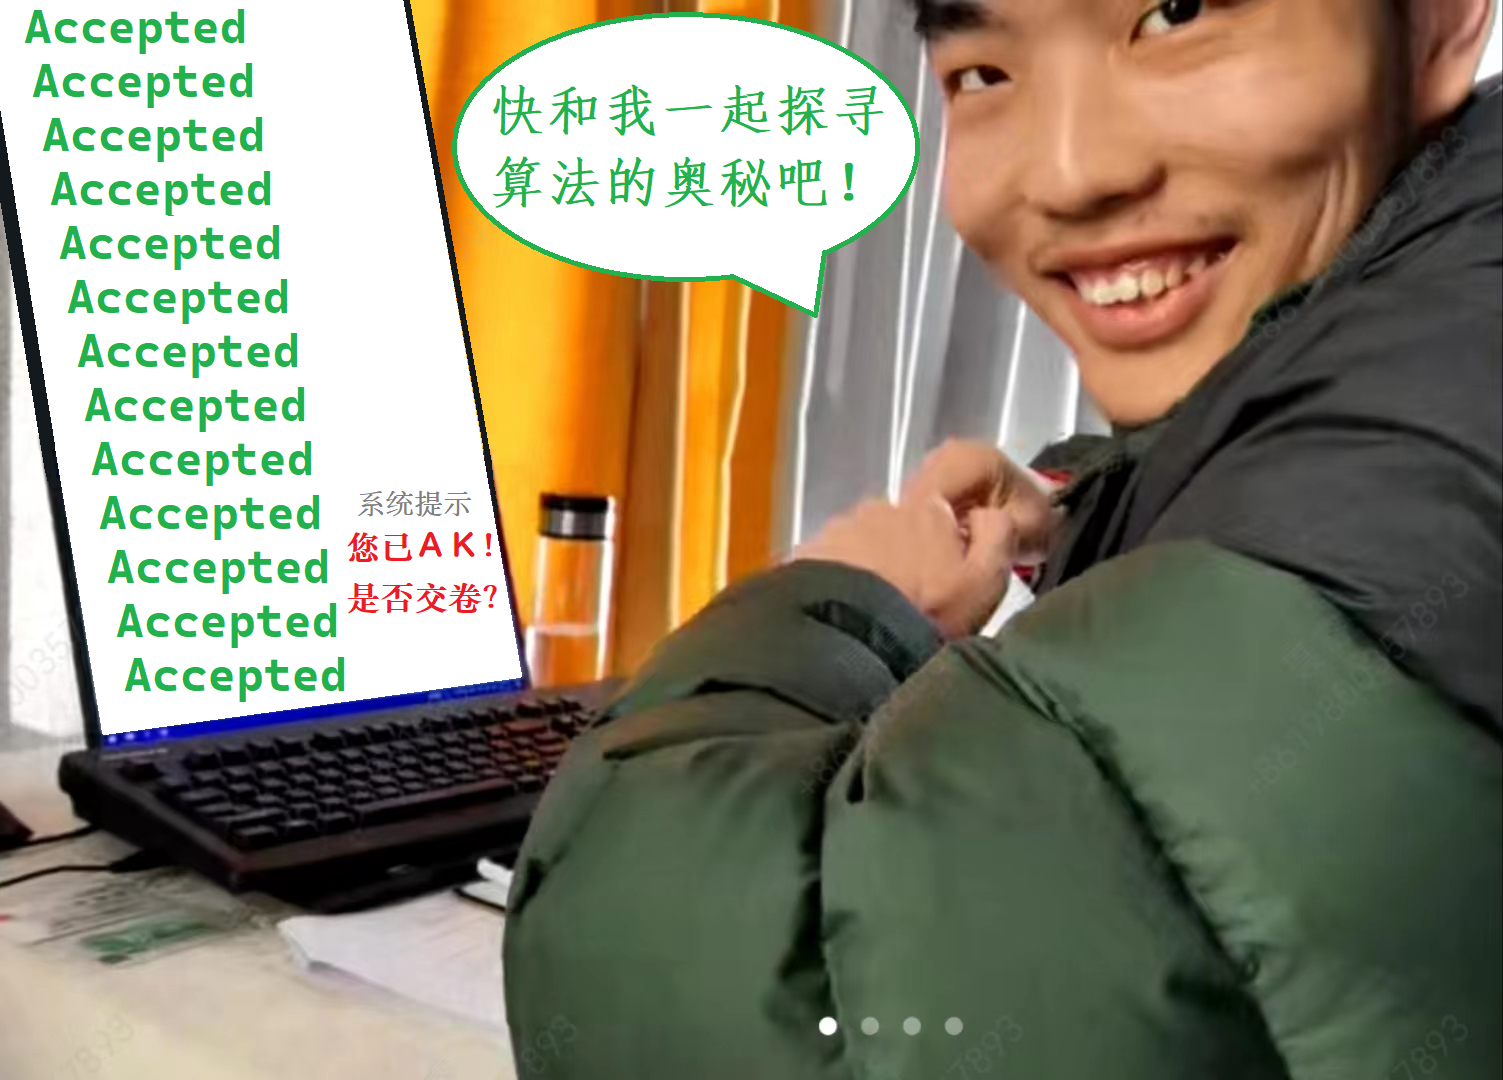 Accepted
Accepted
Accepted
Accepted
Accepted
Accepted
Accepted
Accepted
Accepted
Accepted
Accepted
Accepted
Accepted
系统提示
您已AK!
是否交卷?
快和我一起探寻
算法的奥秘吧!